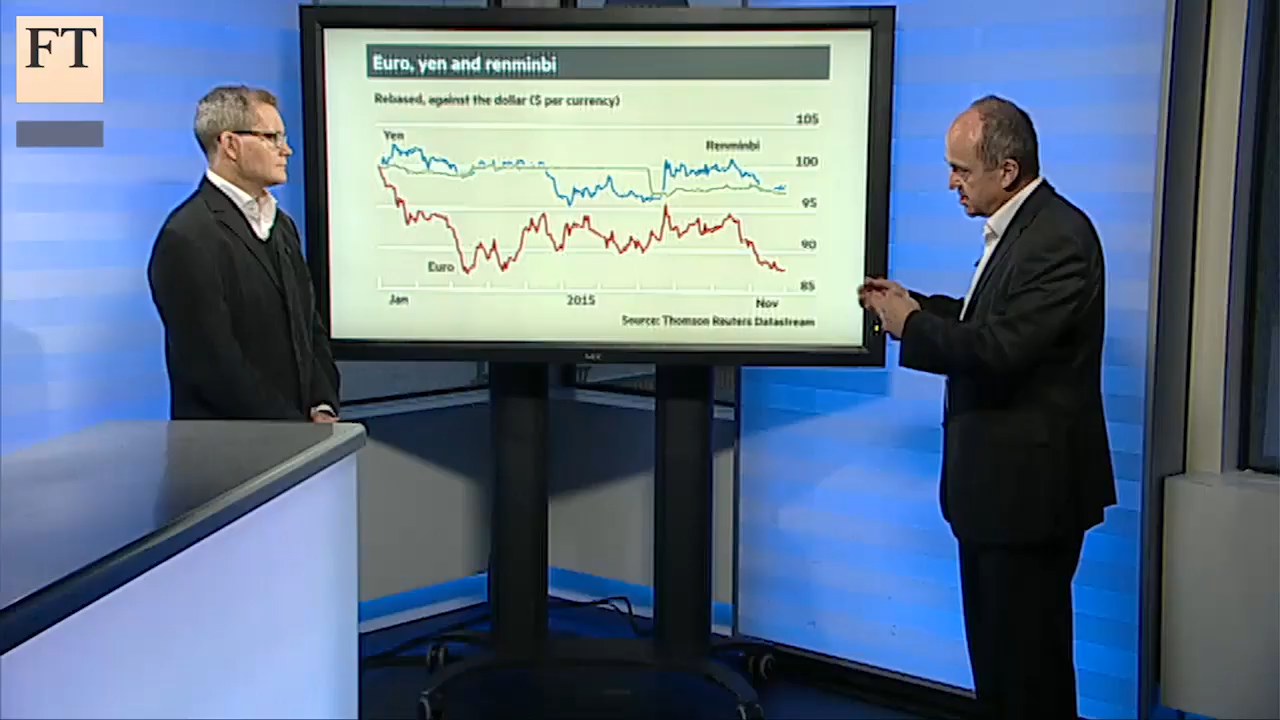 FT
Euro, yen and renminbi
Rebased, against the dollar ($ per currency)
105
Yen
Renminbi
100
95
90
Euro
85
Jan
2015
Nov
Source: Thomson Reuters Datastream
NEC